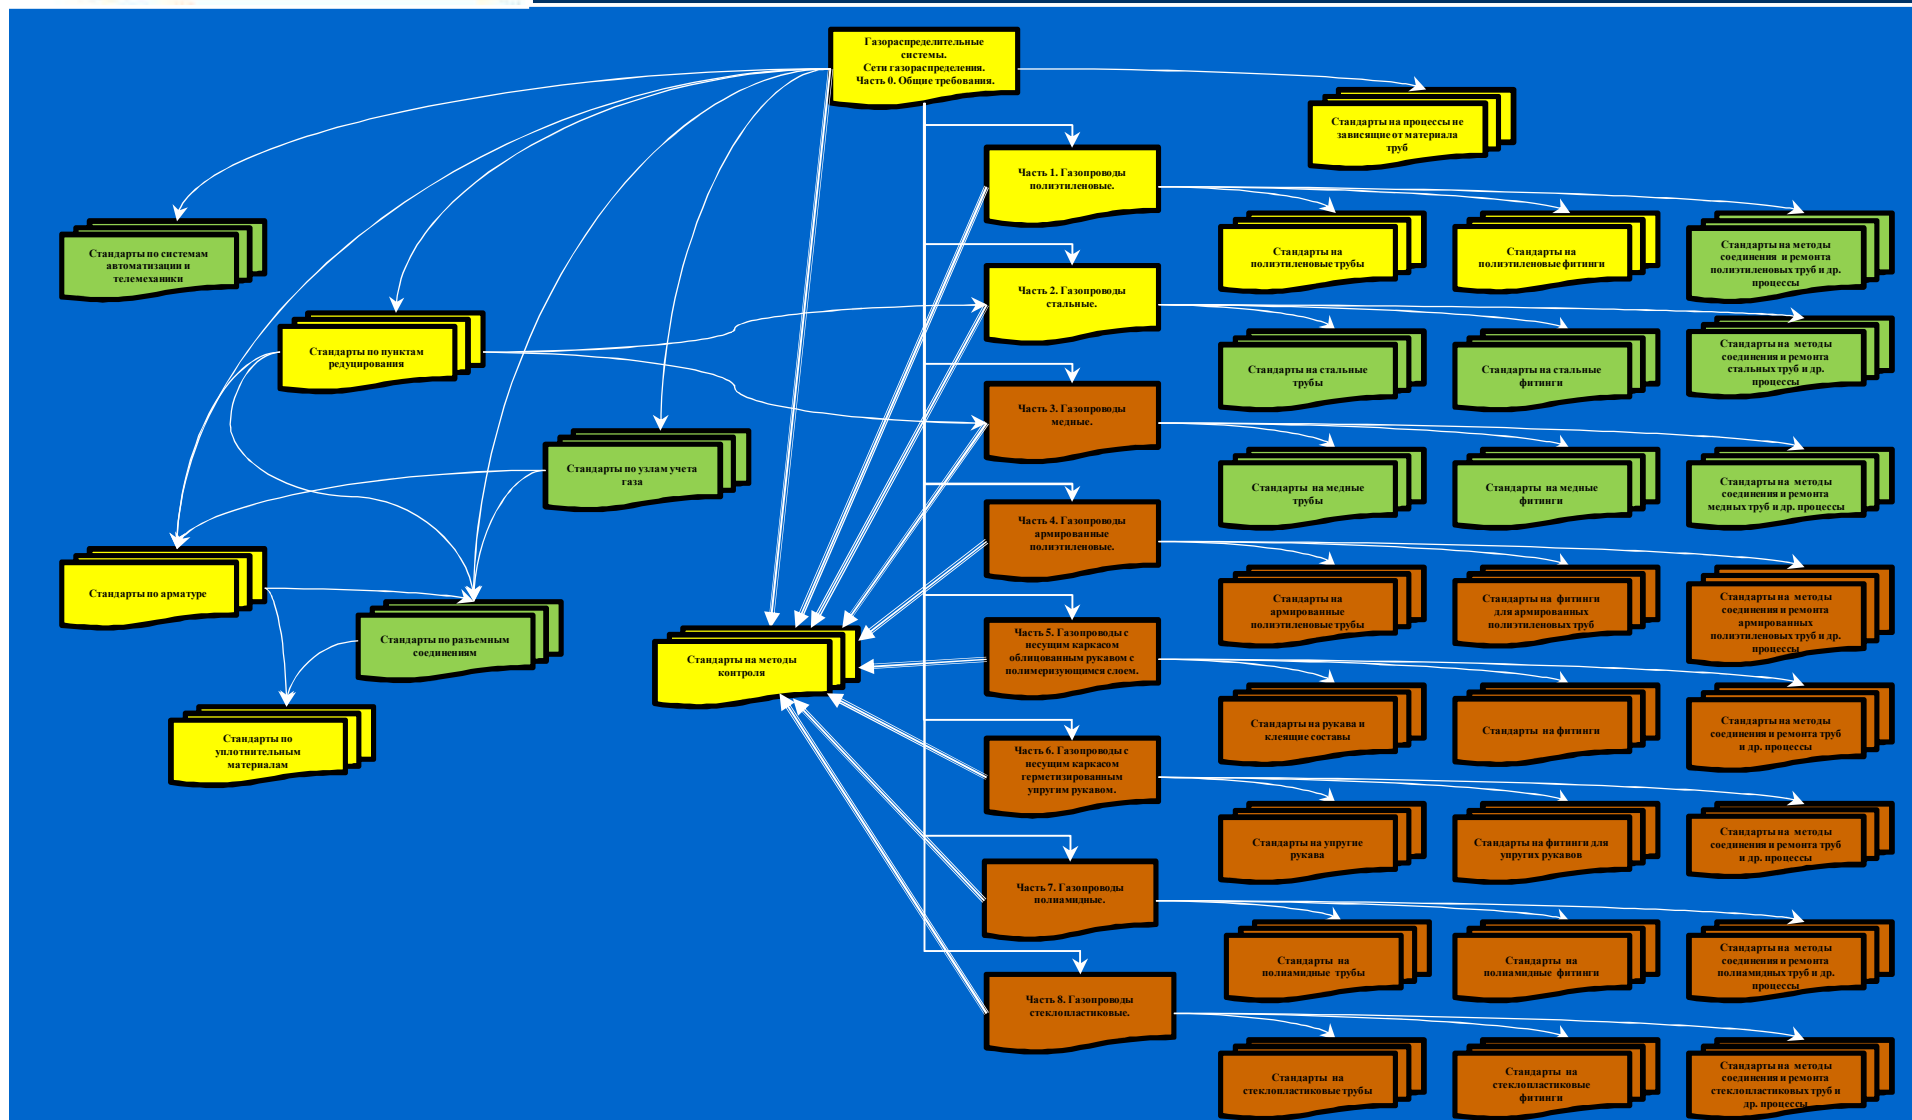 Газораспределительные
системы.
Сети газораспределения.
Часть 0. Общие требования.
Стандарты на процессы не
зависящие от материала
труб
Часть 1. Газопроводы
полиэтиленовые.
Стандарты на
полиэтиленовые трубы
Стандарты на
полиэтиленовые фитинги
Стандарты на методы
соединения и ремонта
полиэтиленовых труб и др.
процессы
Стандарты по системам
автоматизации и
телемеханики
Часть 2. Газопроводы
стальные.
Стандарты на стальные
трубы
Стандарты на стальные
фитинги
Стандарты на методы
соединения и ремонта
стальных труб и др.
процессы
Стандарты по пунктам
редуцирования
Часть 3. Газопроводы
медные.
Стандарты на медные
трубы
Стандарты на медные
фитинги
Стандарты на методы
соединения и ремонта
медных труб и др. процессы
Стандарты по узлам учета
газа
Часть 4. Газопроводы
армированные
полиэтиленовые.
Стандарты на
армированные
полиэтиленовые трубы
Стандарты на фитинги
для армированных
полиэтиленовых труб
Стандарты на методы
соединения и ремонта
армированных
полиэтиленовых труб и др.
процессы
Стандарты по арматуре
Стандарты по разъемным
соединениям
Стандарты на методы
контроля
Часть 5. Газопроводы с
несущим каркасом
облицованным рукавом с
полимеризующимся слоем.
Стандарты на рукава и
клеящие составы
Стандарты на фитинги
Стандарты на методы
соединения и ремонта труб
и др. процессы
Стандарты по
уплотнительным
материалам
Часть 6. Газопроводы с
несущим каркасом
герметизированным
упругим рукавом.
Стандарты на упругие
рукава
Стандарты на фитинги для
упругих рукавов
Стандарты на методы
соединения и ремонта труб
и др. процессы
Часть 7. Газопроводы
полиамидные.
Стандарты на
полиамидные трубы
Стандарты на
полиамидные фитинги
Стандарты на методы
соединения и ремонта
полиамидных труб и др.
процессы
Часть 8. Газопроводы
стеклопластиковые.
Стандарты на
стеклопластиковые трубы
Стандарты на
стеклопластиковые
фитинги
Стандарты на методы
соединения и ремонта
стеклопластиковых труб и
др. процессы